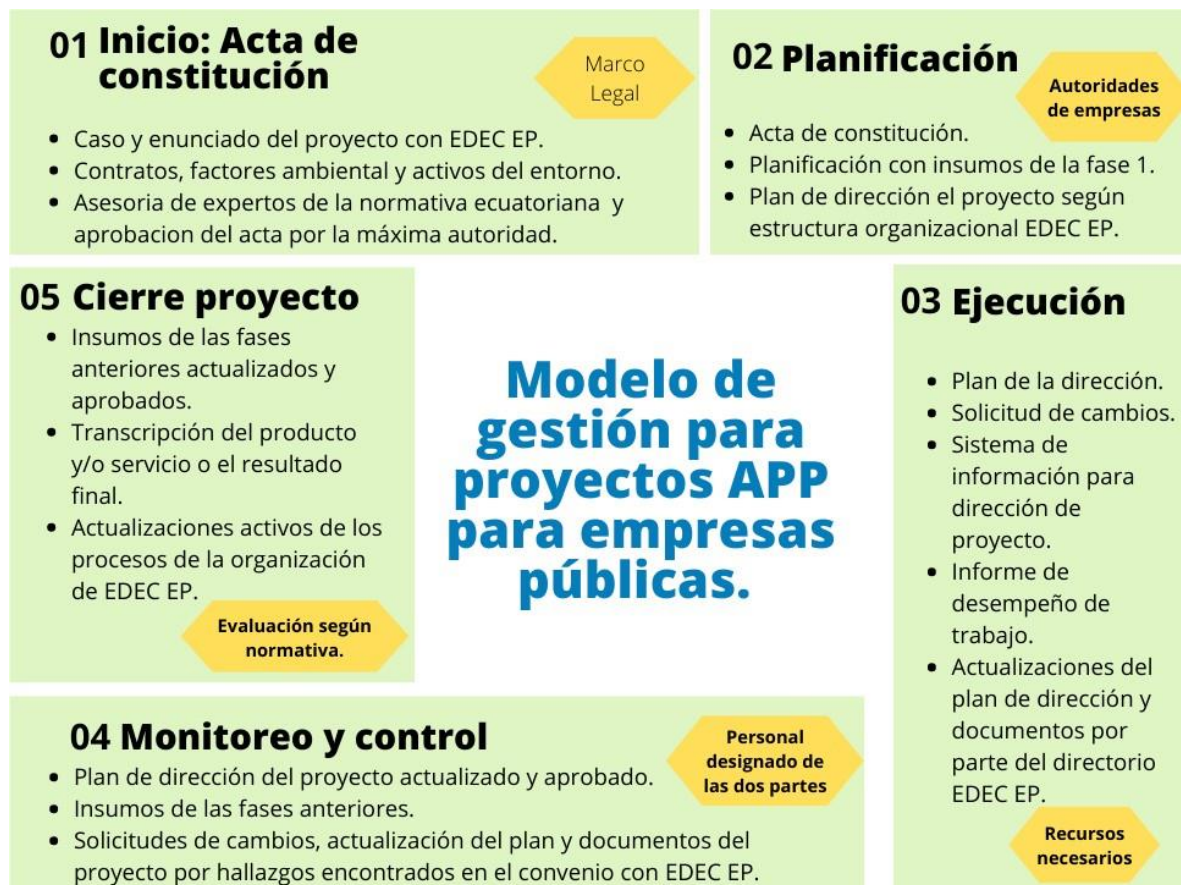 01 Inicio: Acta de
constitución
Marco
Legal
• Caso y enunciado del proyecto con EDEC EP.
• Contratos, factores ambiental y activos del entorno.
• Asesoria de expertos de la normativa ecuatoriana y
aprobacion del acta por la máxima autoridad.
02 Planificación
Autoridades
de empresas
• Acta de constitución.
• Planificación con insumos de la fase 1.
• Plan de dirección el proyecto según
estructura organizacional EDEC EP.
05 Cierre proyecto
• Insumos de las fases
anteriores actualizados y
aprobados.
• Transcripción del producto
y/o servicio o el resultado
final.
• Actualizaciones activos de los
procesos de la organización
de EDEC EP.
Evaluación según
normativa.
Modelo de
gestión para
proyectos APP
para empresas
públicas.
03 Ejecución
• Plan de la dirección.
• Solicitud de cambios.
• Sistema de
información para
dirección de
proyecto.
• Informe de
desempeño de
trabajo.
• Actualizaciones del
plan de dirección y
documentos por
parte del directorio
EDEC EP.
Recursos
necesarios
04 Monitoreo y control
Personal
designado de
las dos partes
• Plan de dirección del proyecto actualizado y aprobado.
• Insumos de las fases anteriores.
• Solicitudes de cambios, actualización del plan y documentos del
proyecto por hallazgos encontrados en el convenio con EDEC EP.